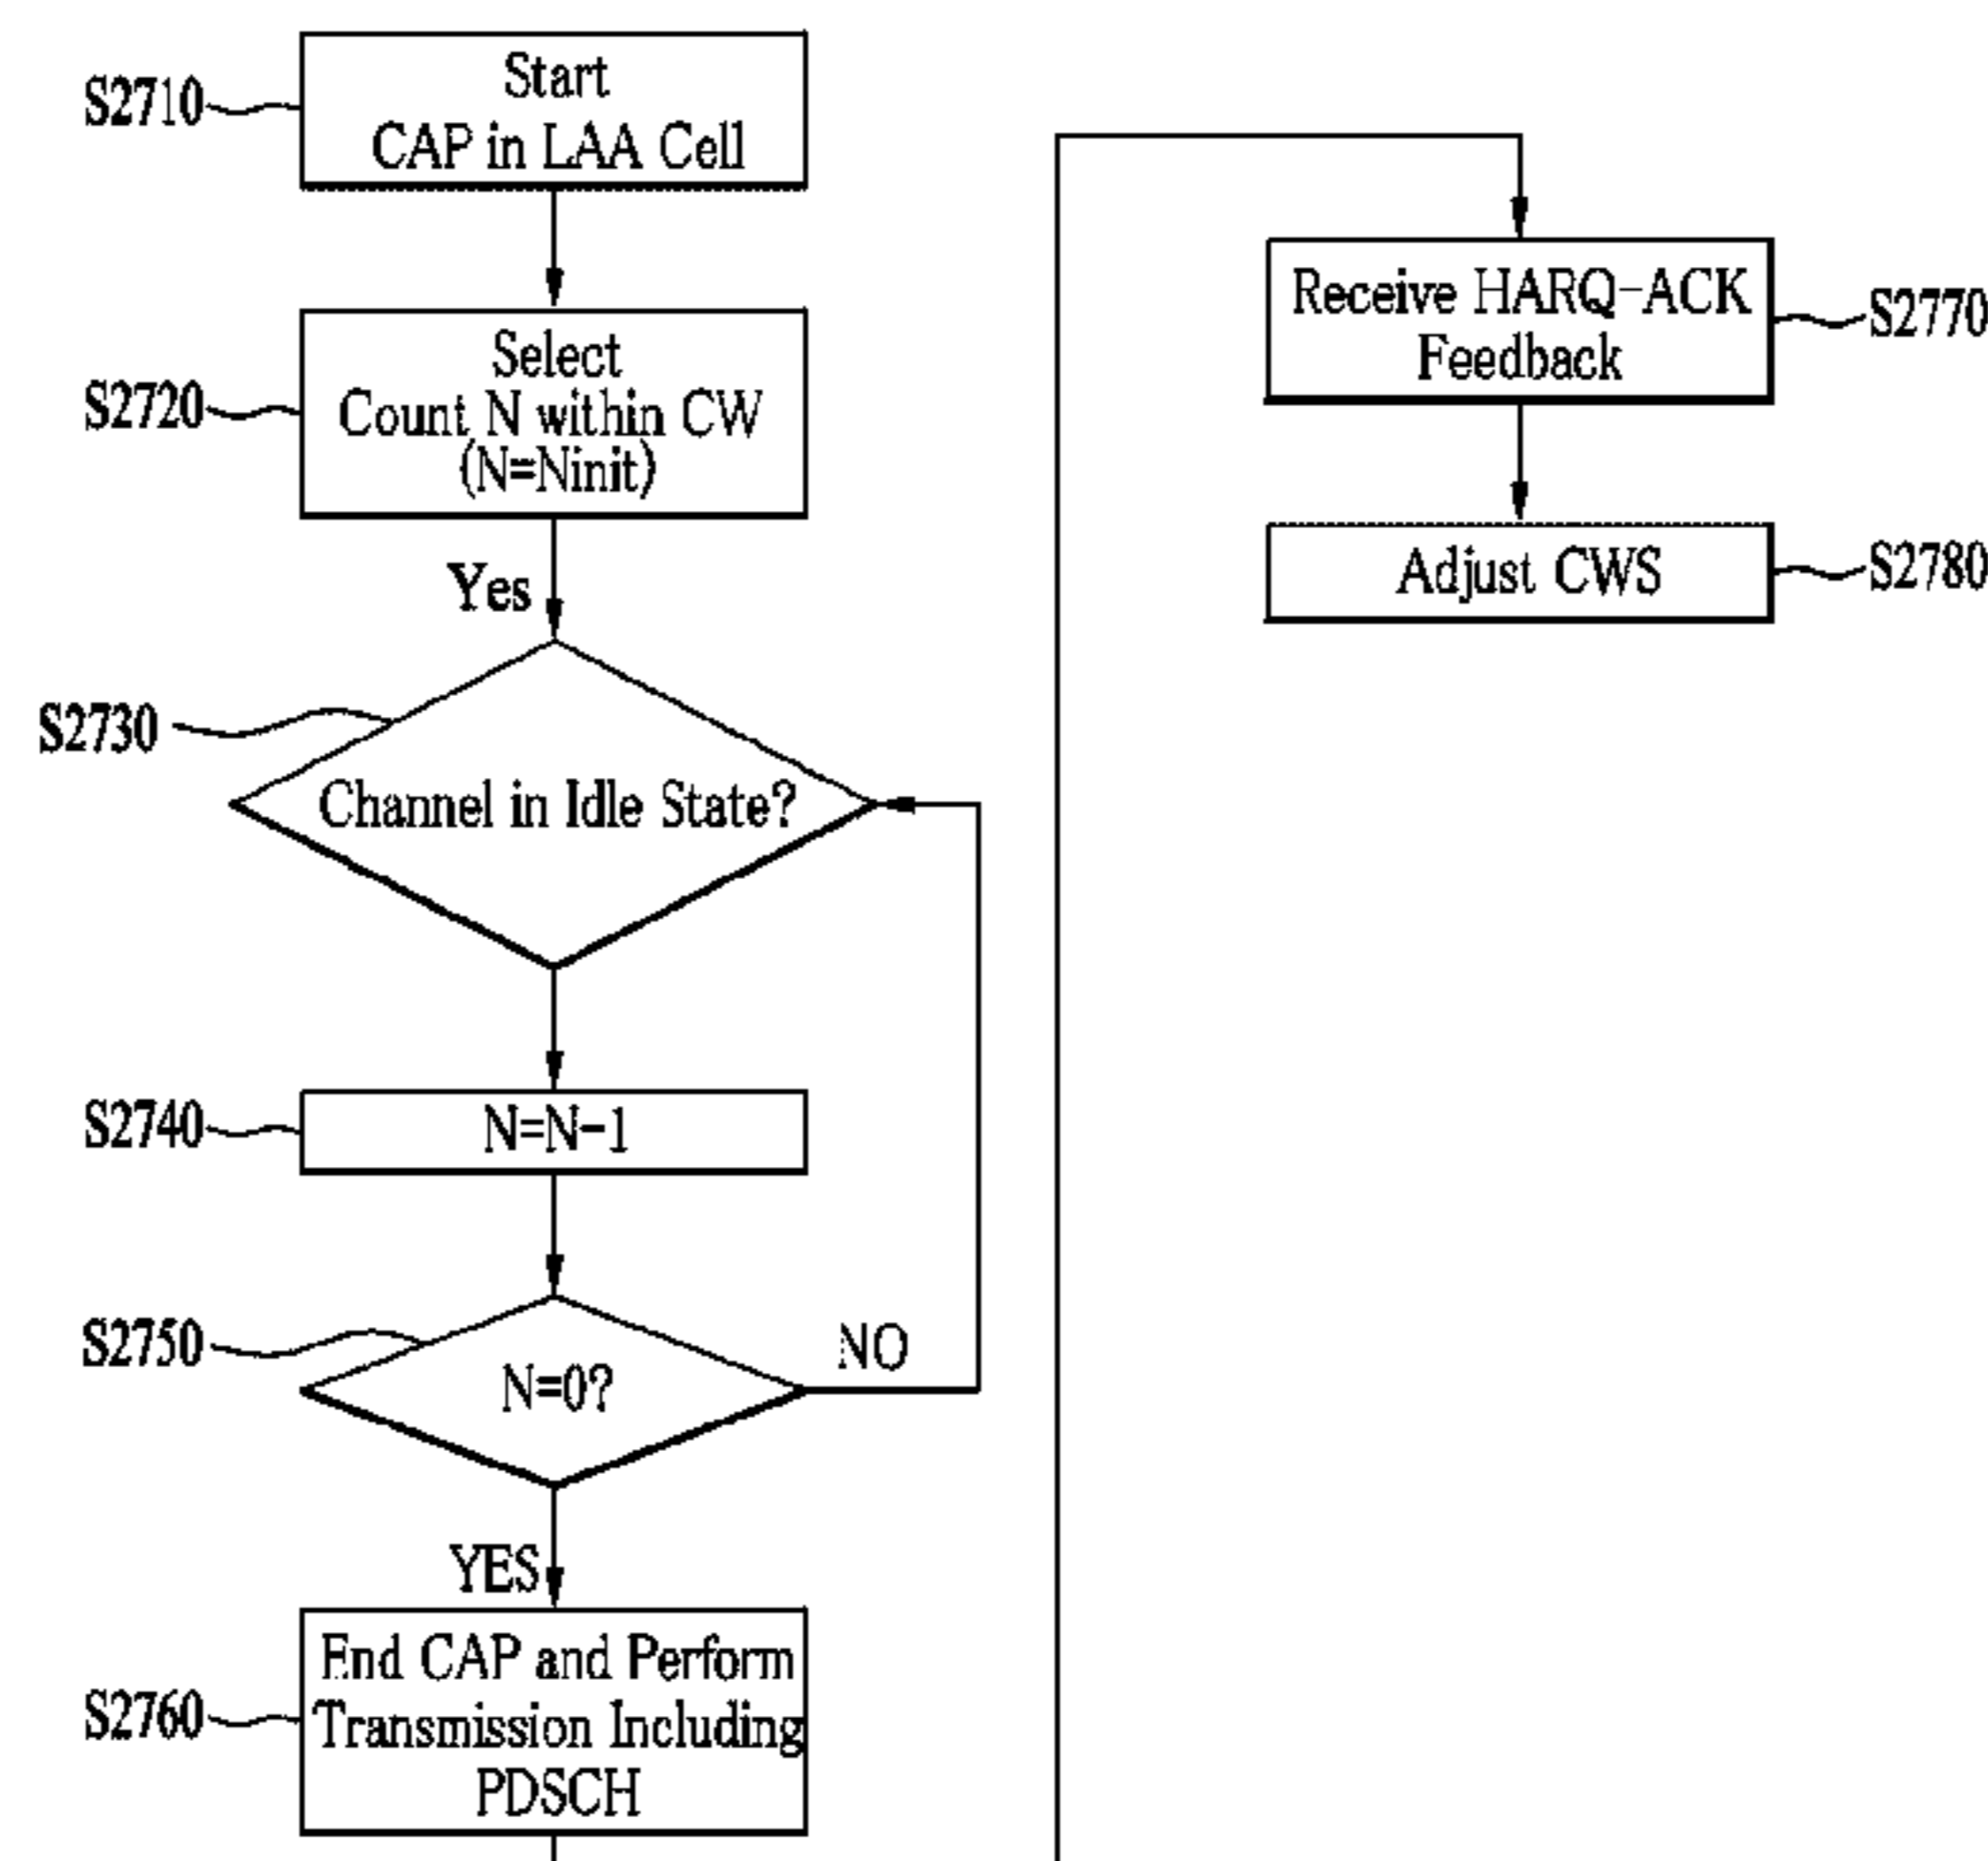 S2710
Start
CAP in LAA Cell
S2720
Select
Count N within CW
(N=Ninit)
Yes
S2730
Channel in Idle State?
S2740
N=N-1
S2750
N=0?
NO
YES
S2760
End CAP and Perform
Transmission Including
PDSCH
Receive HARQ-ACK
Feedback
S2770
Adjust CWS
S2780